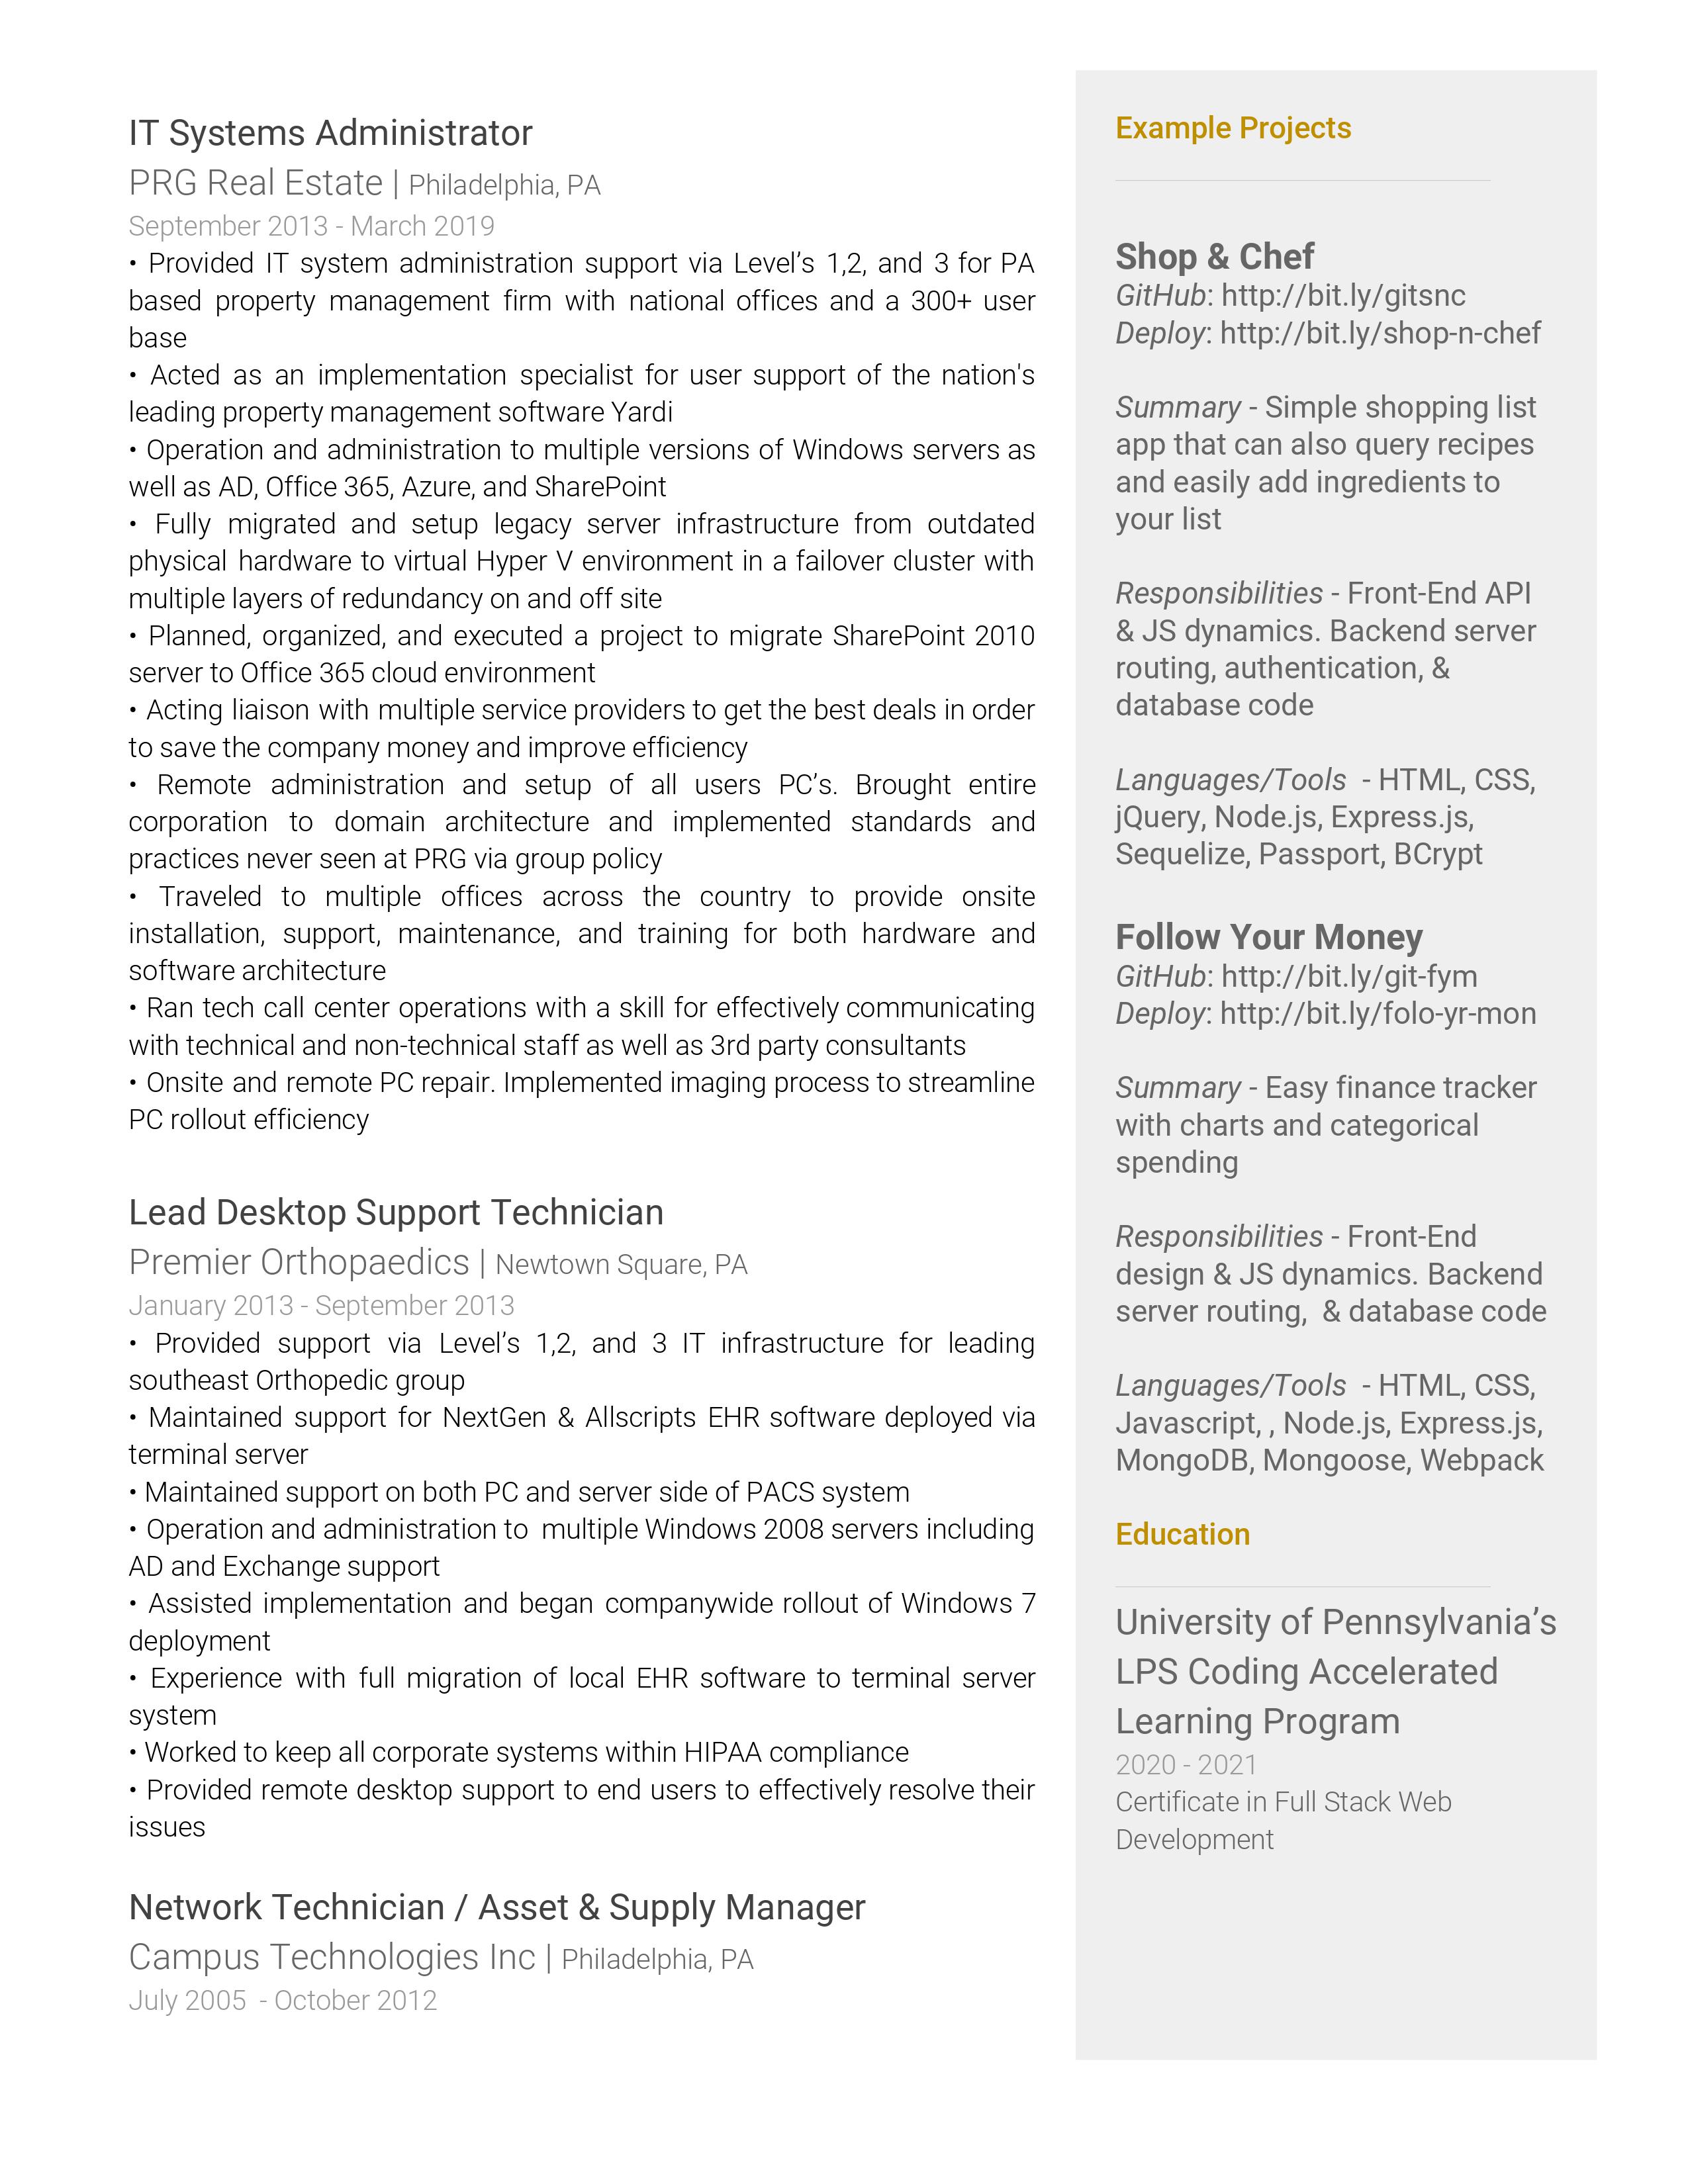 IT Systems Administrator
PRG Real Estate | Philadelphia, PA
September 2013 - March 2019
• Provided IT system administration support via Level’s 1,2, and 3 for PA
based property management firm with national offices and a 300+ user
base
• Acted as an implementation specialist for user support of the nation's
leading property management software Yardi
• Operation and administration to multiple versions of Windows servers as
well as AD, Office 365, Azure, and SharePoint
• Fully migrated and setup legacy server infrastructure from outdated
physical hardware to virtual Hyper V environment in a failover cluster with
multiple layers of redundancy on and off site
• Planned, organized, and executed a project to migrate SharePoint 2010
server to Office 365 cloud environment
• Acting liaison with multiple service providers to get the best deals in order
to save the company money and improve efficiency
• Remote administration and setup of all users PC’s. Brought entire
corporation to domain architecture and implemented standards and
practices never seen at PRG via group policy
• Traveled to multiple offices across the country to provide onsite
installation, support, maintenance, and training for both hardware and
software architecture
• Ran tech call center operations with a skill for effectively communicating
with technical and non-technical staff as well as 3rd party consultants
• Onsite and remote PC repair. Implemented imaging process to streamline
PC rollout efficiency
Lead Desktop Support Technician
Premier Orthopaedics | Newtown Square, PA
January 2013 - September 2013
• Provided support via Level’s 1,2, and 3 IT infrastructure for leading
southeast Orthopedic group
• Maintained support for NextGen & Allscripts EHR software deployed via
terminal server
• Maintained support on both PC and server side of PACS system
• Operation and administration to  multiple Windows 2008 servers including
AD and Exchange support
• Assisted implementation and began companywide rollout of Windows 7
deployment
• Experience with full migration of local EHR software to terminal server
system
• Worked to keep all corporate systems within HIPAA compliance
• Provided remote desktop support to end users to effectively resolve their
issues
Network Technician / Asset & Supply Manager
Campus Technologies Inc | Philadelphia, PA
July 2005  - October 2012
Example Projects
Shop & Chef
GitHub: http://bit.ly/gitsnc
Deploy: http://bit.ly/shop-n-chef
Summary - Simple shopping list
app that can also query recipes
and easily add ingredients to
your list
Responsibilities - Front-End API
& JS dynamics. Backend server
routing, authentication, &
database code
Languages/Tools  - HTML, CSS,
jQuery, Node.js, Express.js,
Sequelize, Passport, BCrypt
Follow Your Money
GitHub: http://bit.ly/git-fym
Deploy: http://bit.ly/folo-yr-mon
Summary - Easy finance tracker
with charts and categorical
spending
Responsibilities - Front-End
design & JS dynamics. Backend
server routing,  & database code
Languages/Tools  - HTML, CSS,
Javascript, , Node.js, Express.js,
MongoDB, Mongoose, Webpack
Education
University of Pennsylvania’s
LPS Coding Accelerated
Learning Program
2020 - 2021
Certificate in Full Stack Web
Development